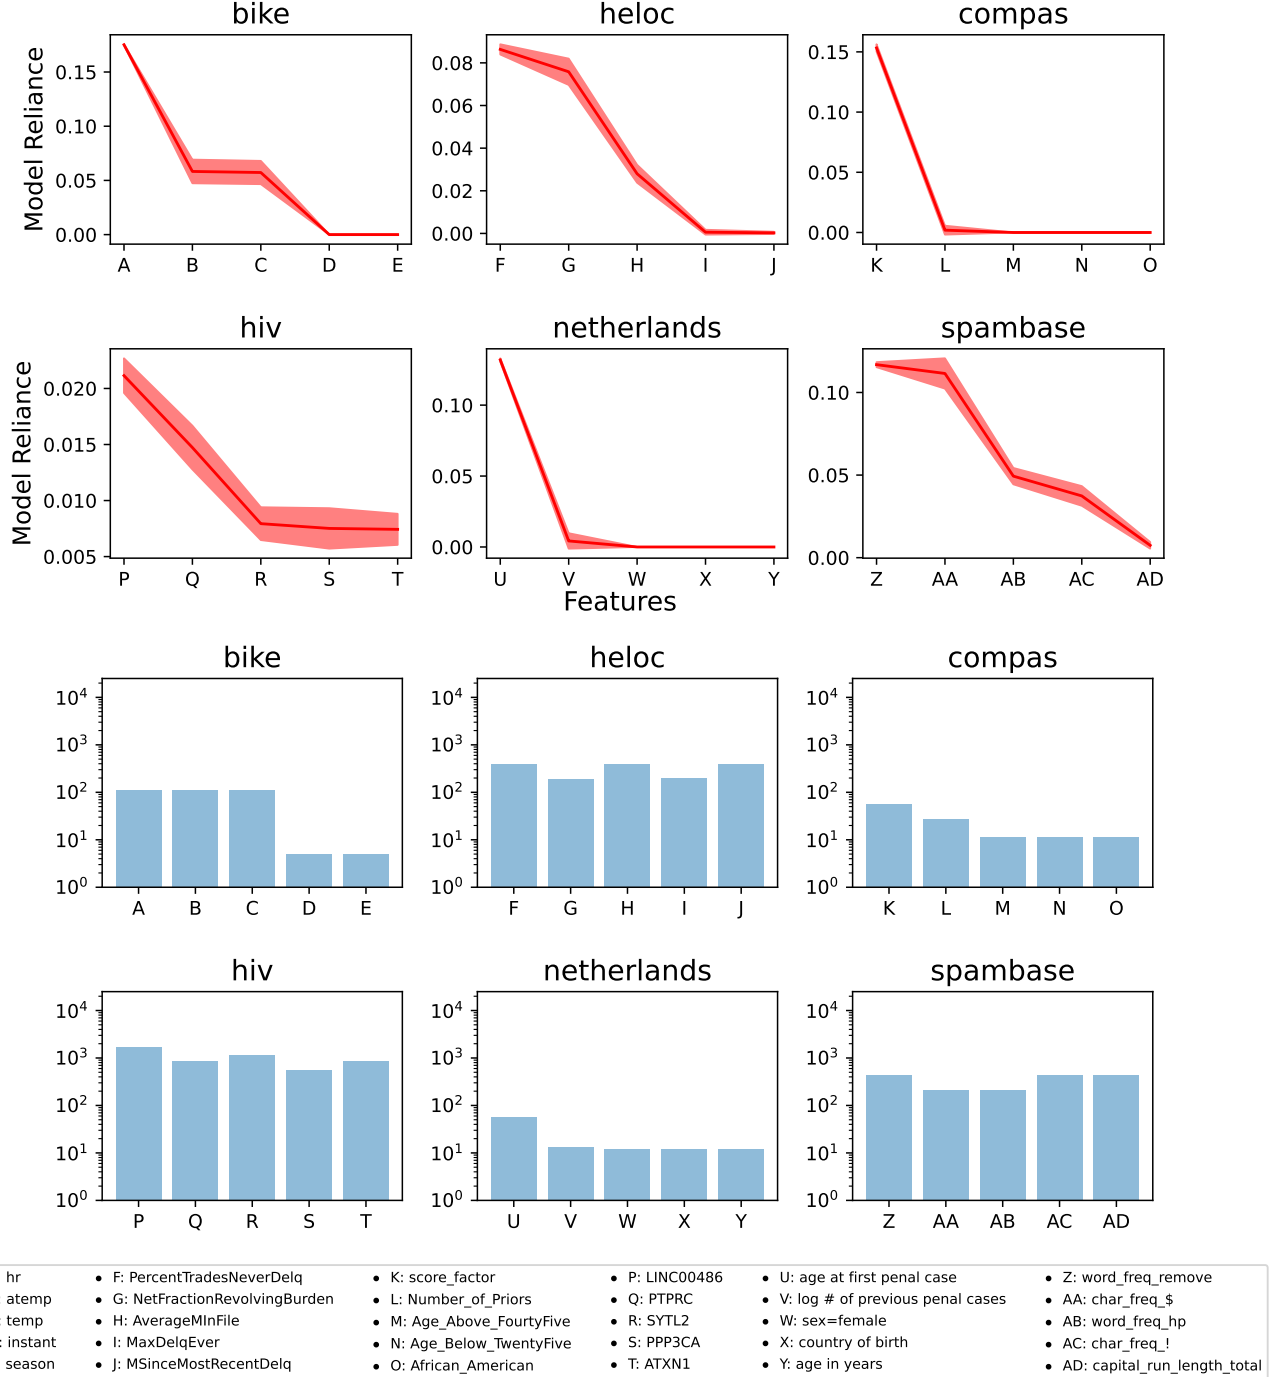 bike heloc compas
Model Reliance
0.15
0.10
0.05
0.00
A B C D E
0.08
0.06
0.04
0.02
0.00
F G H I J
0.15
0.10
0.05
0.00
K L M N O
hiv netherlands spambase
Model Reliance
0.020
0.015
0.010
0.005
P Q R S T
0.10
0.05
0.00
U V W X Y
0.10
0.05
0.00
Z AA AB AC AD
Features
bike heloc compas
10⁴
10³
10²
10¹
10⁰
A B C D E
10⁴
10³
10²
10¹
10⁰
F G H I J
10⁴
10³
10²
10¹
10⁰
K L M N O
hiv netherlands spambase
10⁴
10³
10²
10¹
10⁰
P Q R S T
10⁴
10³
10²
10¹
10⁰
U V W X Y
10⁴
10³
10²
10¹
10⁰
Z AA AB AC AD
hr
atemp
temp
: instant
season
• F: PercentTradesNeverDelq
• G: NetFractionRevolvingBurden
• H: AverageMInFile
• I: MaxDelqEver
• J: MSinceMostRecentDelq
• K: score_factor
• L: Number_of_Priors
• M: Age_Above_FourtyFive
• N: Age_Below_TwentyFive
• O: African_American
• P: LINC00486
• Q: PTPRC
• R: SYTL2
• S: PPP3CA
• T: ATXN1
• U: age at first penal case
• V: log # of previous penal cases
• W: sex=female
• X: country of birth
• Y: age in years
• Z: word_freq_remove
• AA: char_freq_$
• AB: word_freq_hp
• AC: char_freq_!
• AD: capital_run_length_total